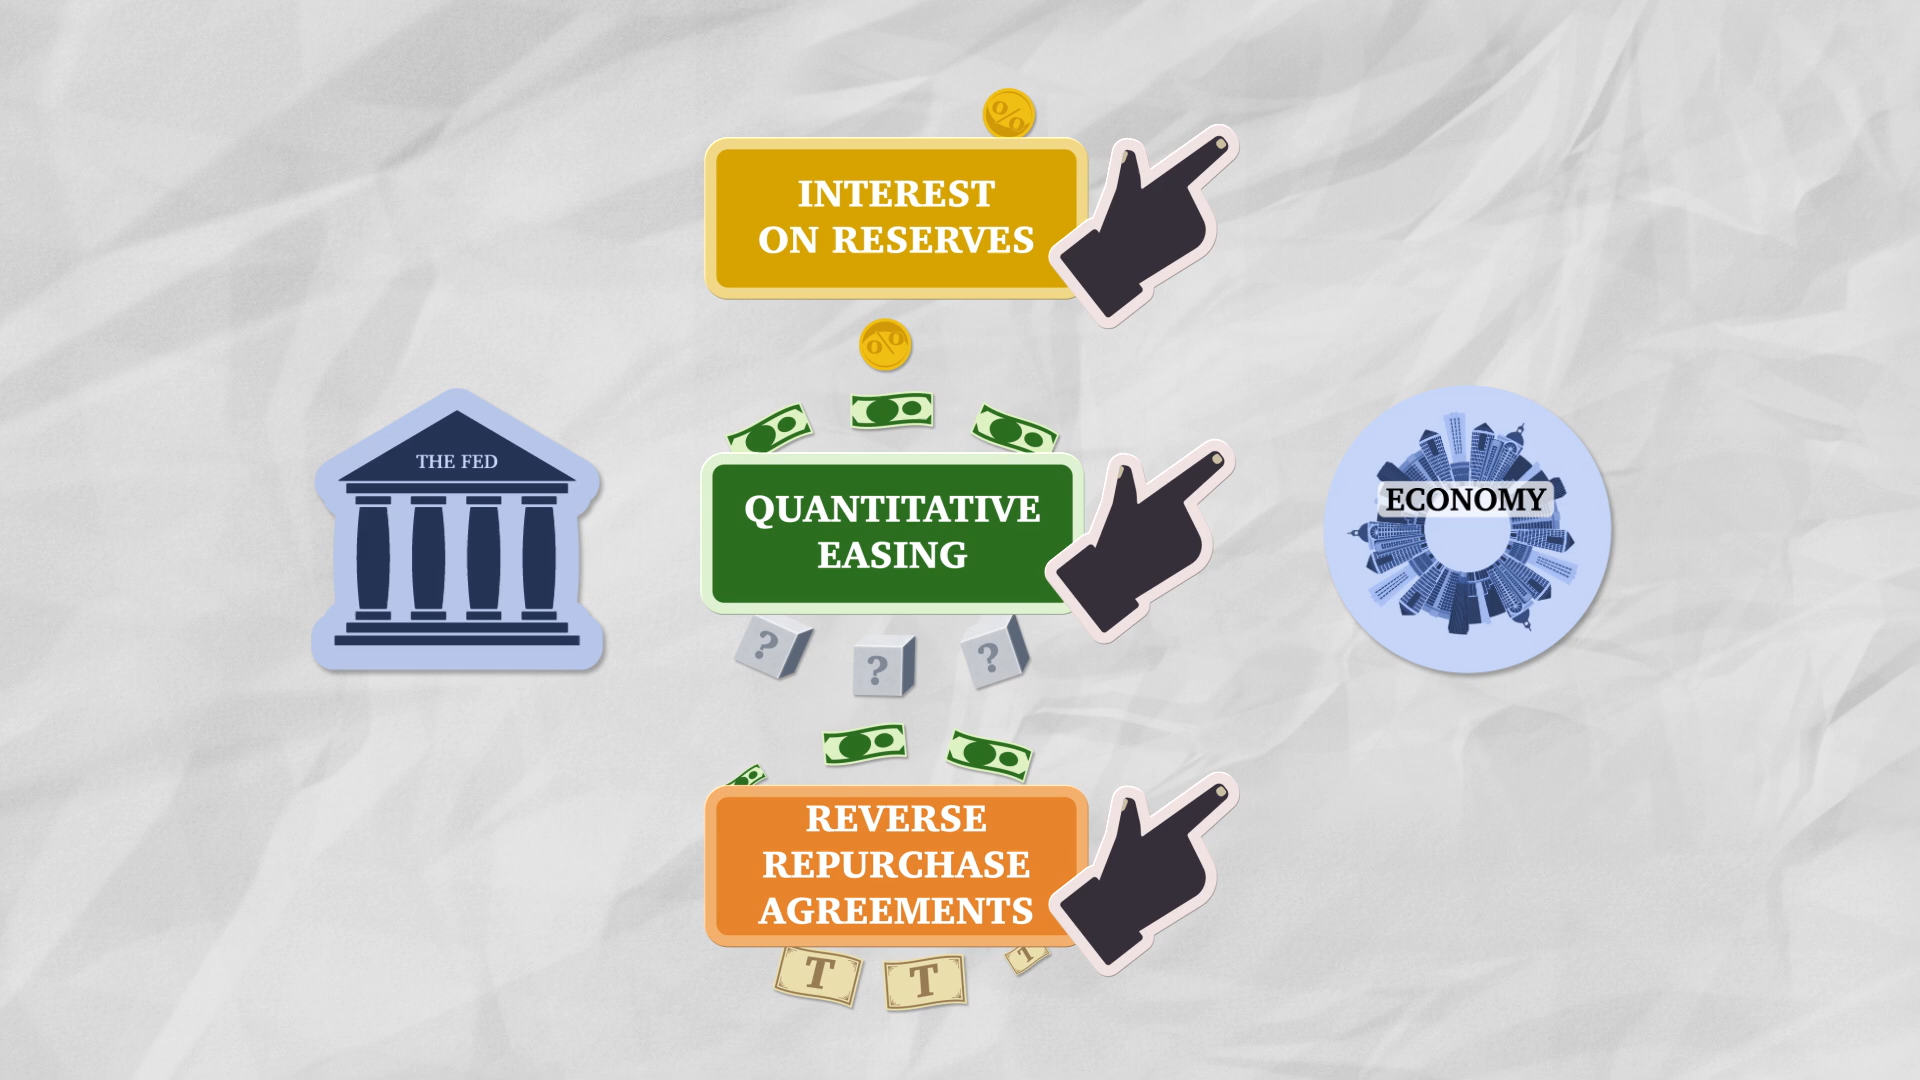 %
INTEREST
ON RESERVES
%
THE FED
QUANTITATIVE
EASING
ECONOMY
? ? ?
REVERSE
REPURCHASE
AGREEMENTS
T T T